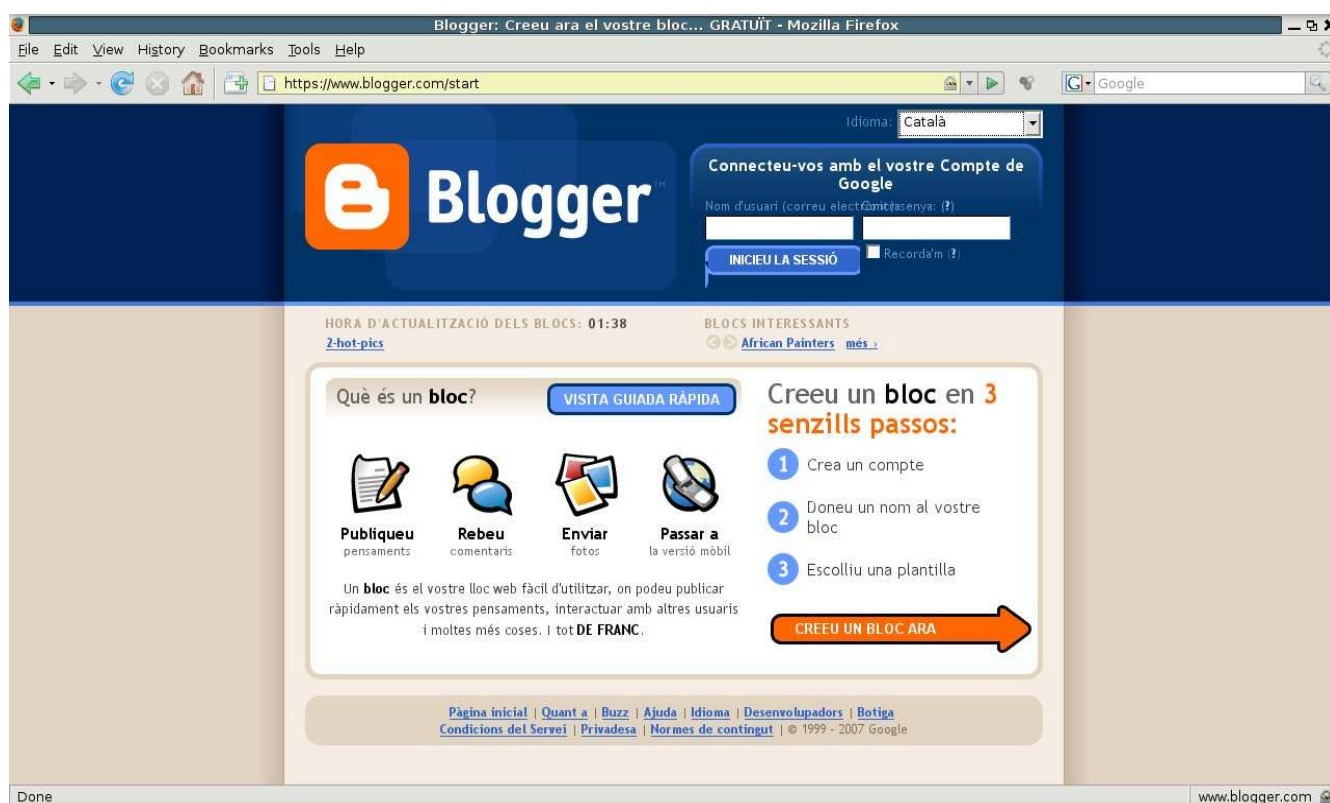 Blogger: Creeu ara el vostre bloc... GRATUÏT - Mozilla Firefox
File Edit View History Bookmarks Tools Help
https://www.blogger.com/start
G Google
Idioma: Català
Blogger™
Connecteu-vos amb el vostre Compte de
Google
Nom d'usuari (correu electrònic)
Contrasenya: (?)
INICIEU LA SESSIÓ
Recorda'm (?)
HORA D'ACTUALITZACIÓ DELS BLOCS: 01:38
2-hot-pics
BLOCS INTERESSANTS
African Painters més ›
Què és un bloc?
VISITA GUIADA RÀPIDA
Publiqueu
pensaments
Rebeu
comentaris
Enviar
fotos
Passar a
la versió mòbil
Un bloc és el vostre lloc web fàcil d'utilitzar, on podeu publicar
ràpidament els vostres pensaments, interactuar amb altres usuaris
i moltes més coses. I tot DE FRANC.
Creeu un bloc en 3
senzills passos:
1 Crea un compte
2 Doneu un nom al vostre
bloc
3 Escolliu una plantilla
CREEU UN BLOC ARA
Pàgina inicial | Quant a | Buzz | Ajuda | Idioma | Desenvolupadors | Botiga
Condicions del Servei | Privadesa | Normes de contingut | © 1999 - 2007 Google
Done
www.blogger.com